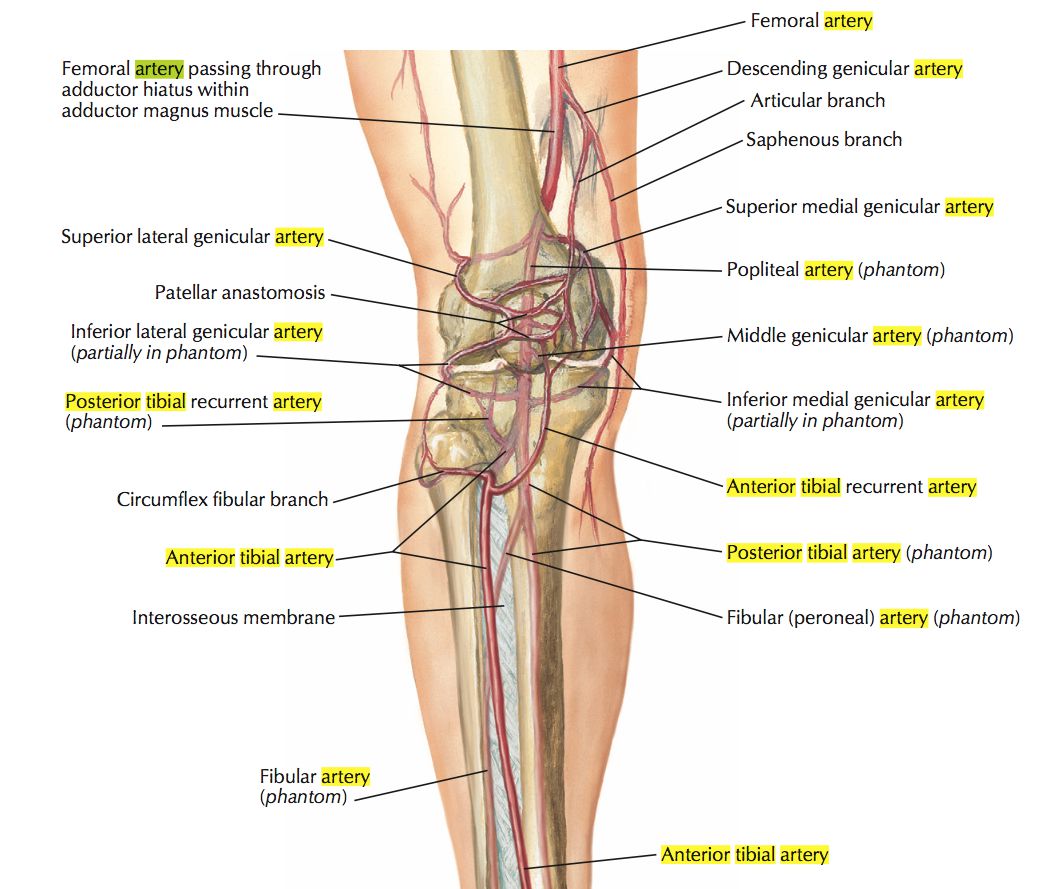 Femoral artery
Femoral artery passing through
adductor hiatus within
adductor magnus muscle
Descending genicular artery
Articular branch
Saphenous branch
Superior medial genicular artery
Superior lateral genicular artery
Popliteal artery (phantom)
Patellar anastomosis
Inferior lateral genicular artery
(partially in phantom)
Middle genicular artery (phantom)
Posterior tibial recurrent artery
(phantom)
Inferior medial genicular artery
(partially in phantom)
Anterior tibial recurrent artery
Circumflex fibular branch
Anterior tibial artery
Posterior tibial artery (phantom)
Interosseous membrane
Fibular (peroneal) artery (phantom)
Fibular artery
(phantom)
Anterior tibial artery